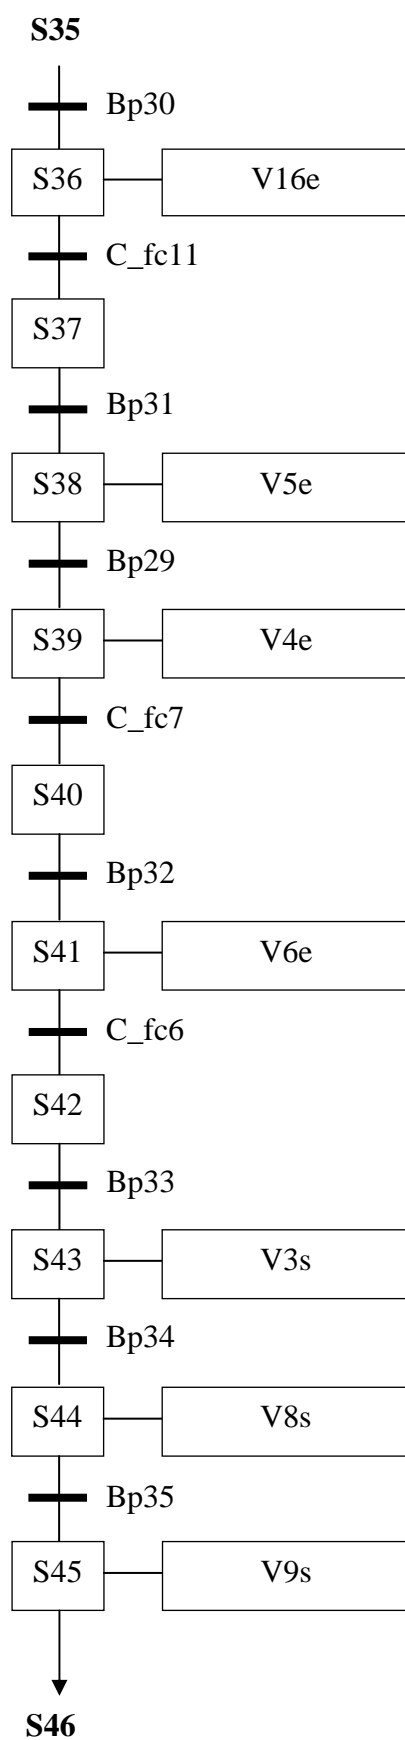 S35
Bp30
S36 V16e
C_fc11
S37
Bp31
S38 V5e
Bp29
S39 V4e
C_fc7
S40
Bp32
S41 V6e
C_fc6
S42
Bp33
S43 V3s
Bp34
S44 V8s
Bp35
S45 V9s
S46